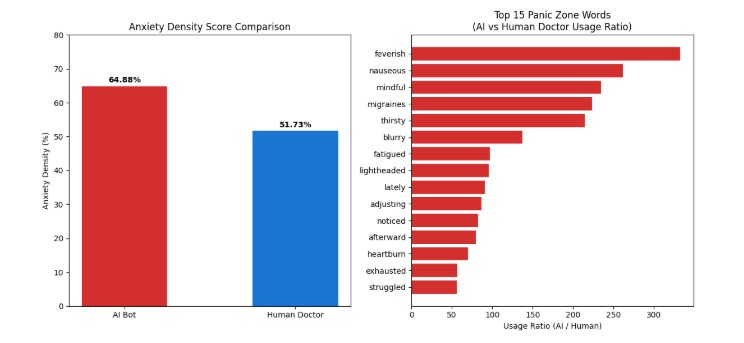 Anxiety Density Score Comparison
80
70
60
50
40
30
20
10
0
Anxiety Density (%)
64.88%
51.73%
AI Bot
Human Doctor
Top 15 Panic Zone Words
(AI vs Human Doctor Usage Ratio)
feverish
nauseous
mindful
migraines
thirsty
blurry
fatigued
lightheaded
lately
adjusting
noticed
afterward
heartburn
exhausted
struggled
0 50 100 150 200 250 300
Usage Ratio (AI / Human)